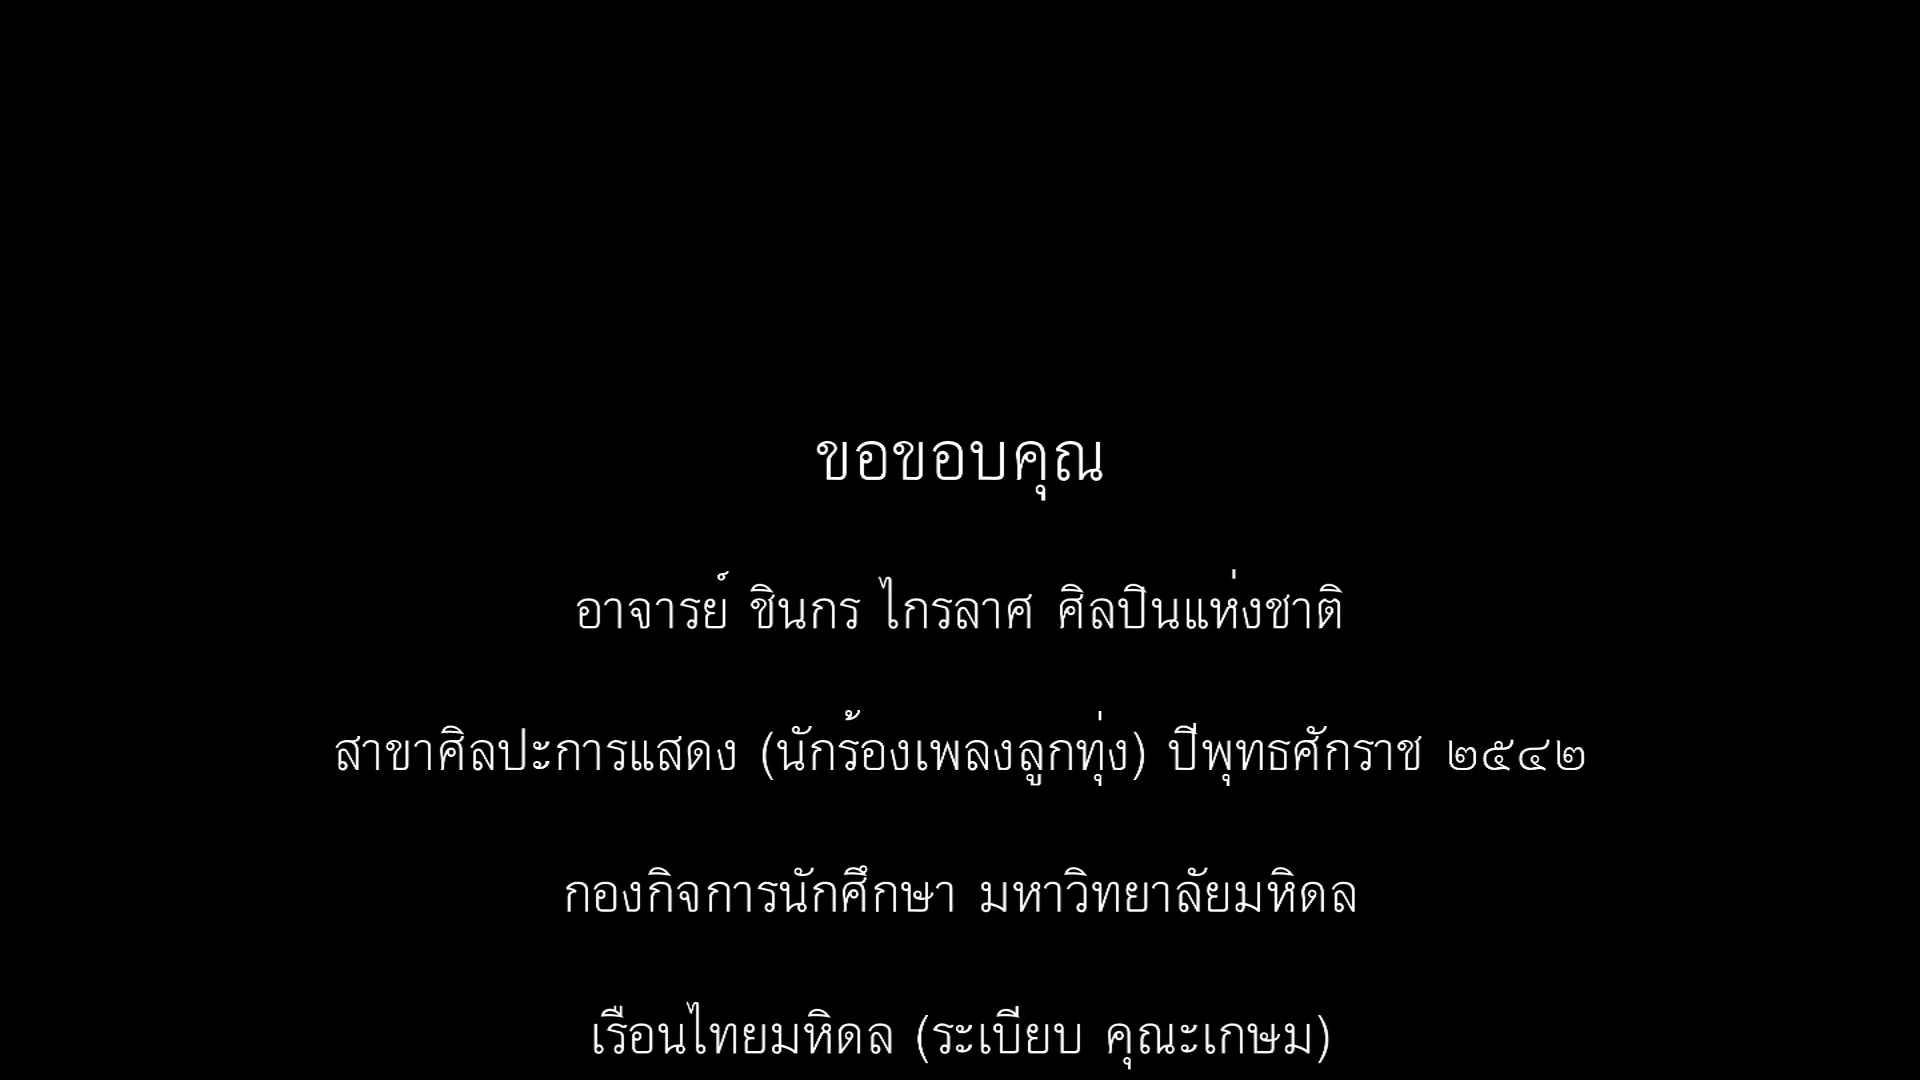 ขอขอบคุณ
อาจารย์ ชินกร ไกรลาศ ศิลปินแห่งชาติ
สาขาศิลปะการแสดง (นักร้องเพลงลูกทุ่ง) ปีพุทธศักราช ๒๕๔๒
กองกิจการนักศึกษา มหาวิทยาลัยมหิดล
เรือนไทยมหิดล (ระเบียบ คุณะเกษม)